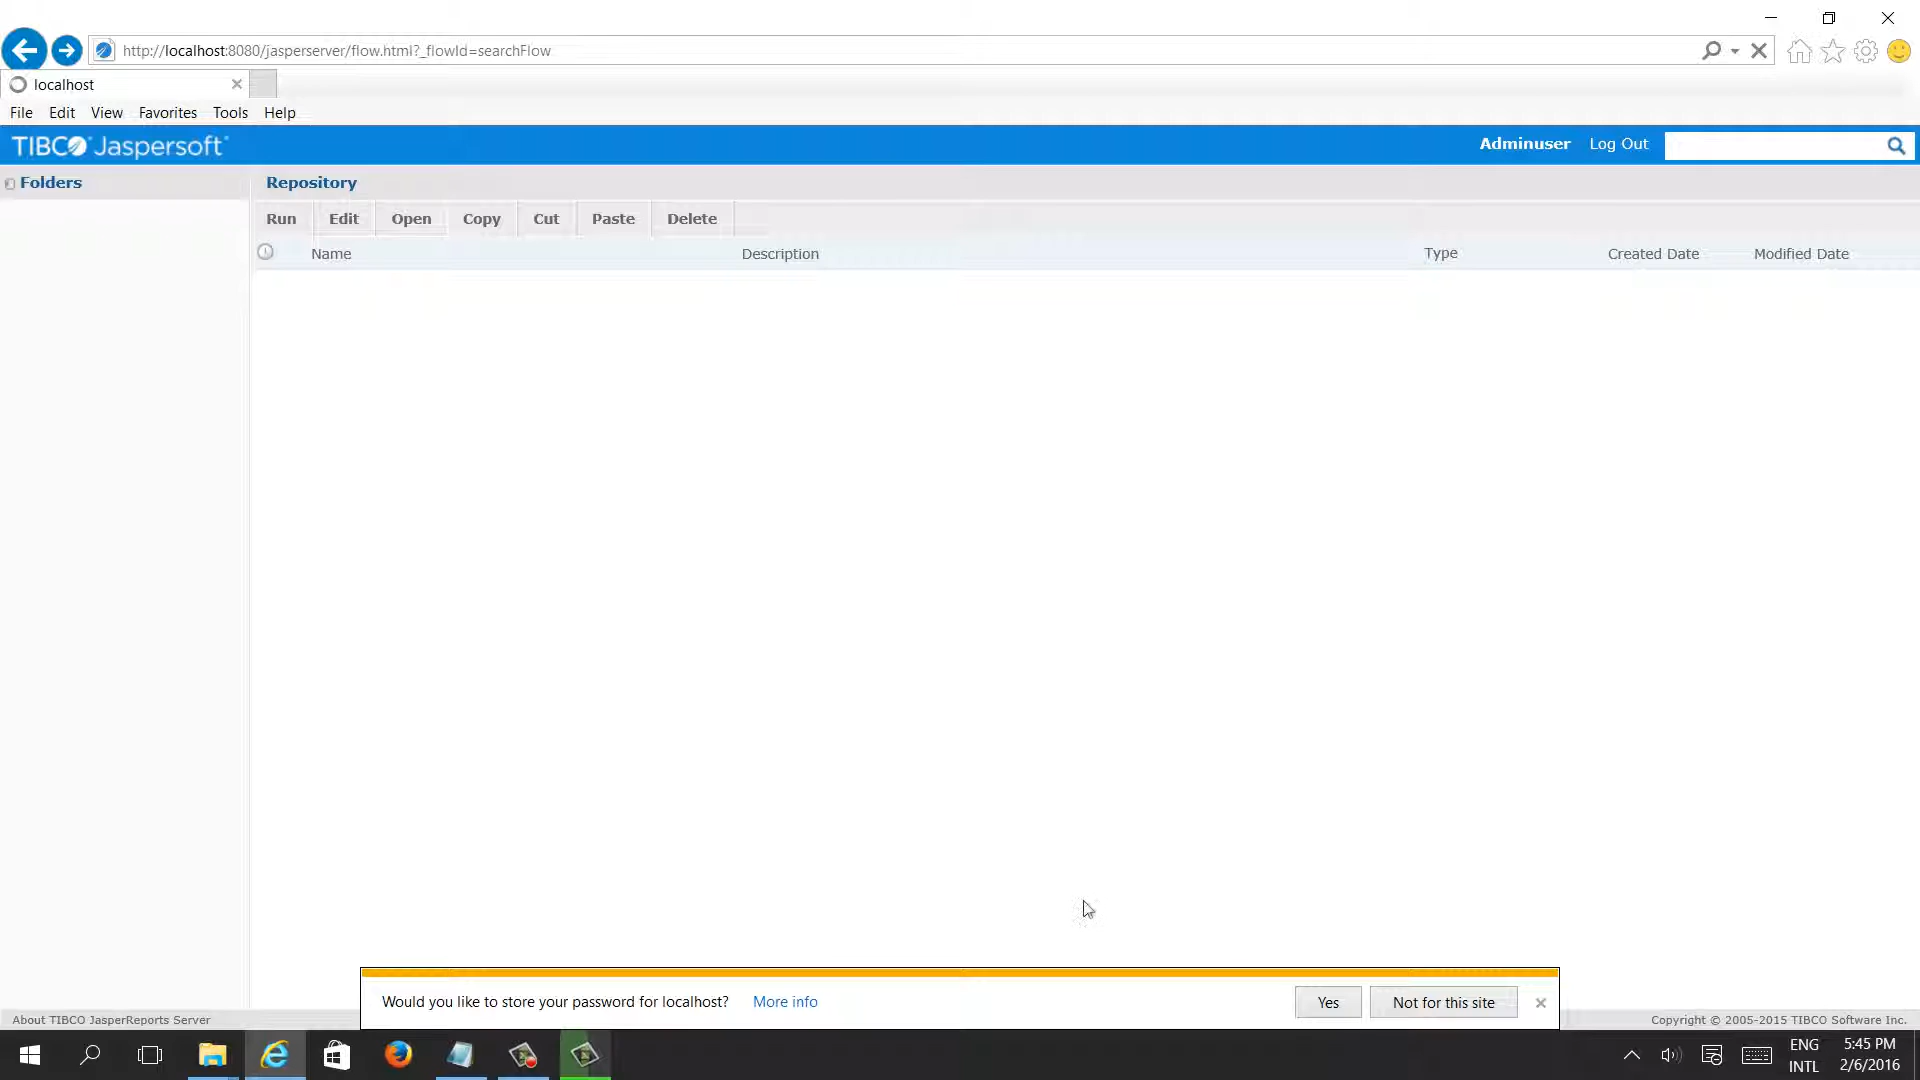 http://localhost:8080/jasperserver/flow.html?_flowId=searchFlow
localhost
File Edit View Favorites Tools Help
TIBCO Jaspersoft
Adminuser Log Out
Folders
Repository
Run Edit Open Copy Cut Paste Delete
Name Description Type Created Date Modified Date
Would you like to store your password for localhost? More info Yes Not for this site
About TIBCO JasperReports Server
Copyright © 2005-2015 TIBCO Software Inc.
ENG 5:45 PM
INTL 2/6/2016